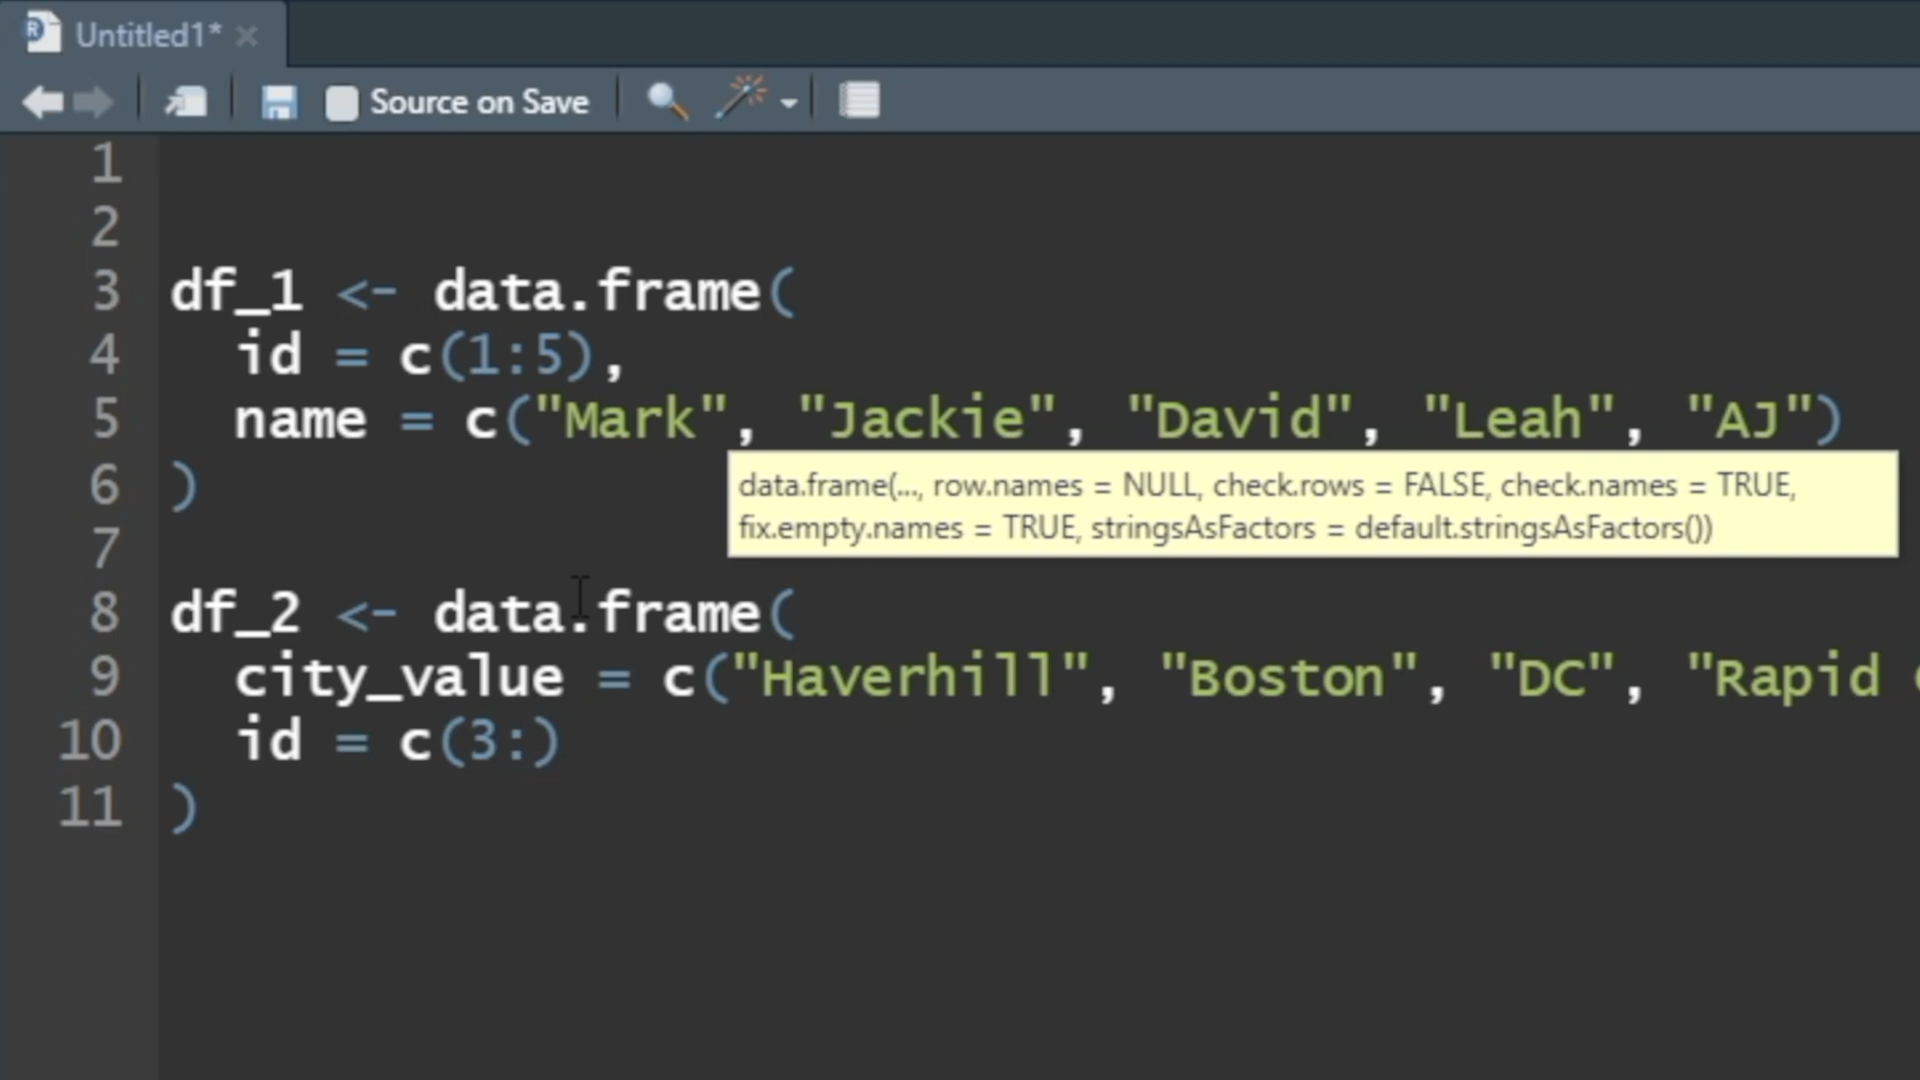 Untitled1*
Source on Save
1
2
3 df_1 <- data.frame(
4 id = c(1:5),
5 name = c("Mark", "Jackie", "David", "Leah", "AJ")
data.frame(..., row.names = NULL, check.rows = FALSE, check.names = TRUE,
fix.empty.names = TRUE, stringsAsFactors = default.stringsAsFactors())
6 )
7
8 df_2 <- data.frame(
9 city_value = c("Haverhill", "Boston", "DC", "Rapid
10 id = c(3:)
11 )